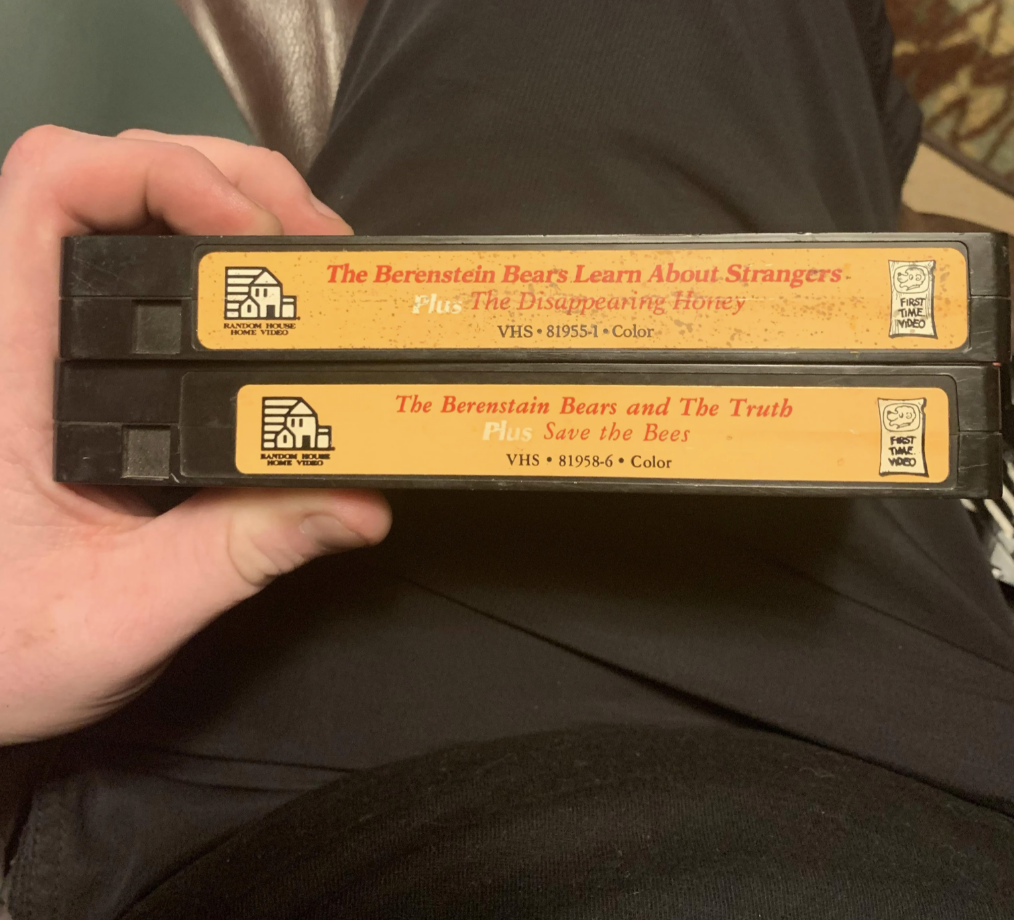 The Berenstein Bears Learn About Strangers
Plus The Disappearing Honey
VHS • 81955-1 • Color
RANDOM HOUSE
HOME VIDEO
FIRST
TIME
VIDEO
The Berenstain Bears and The Truth
Plus Save the Bees
VHS • 81958-6 • Color
RANDOM HOUSE
HOME VIDEO
FIRST
TIME
VIDEO